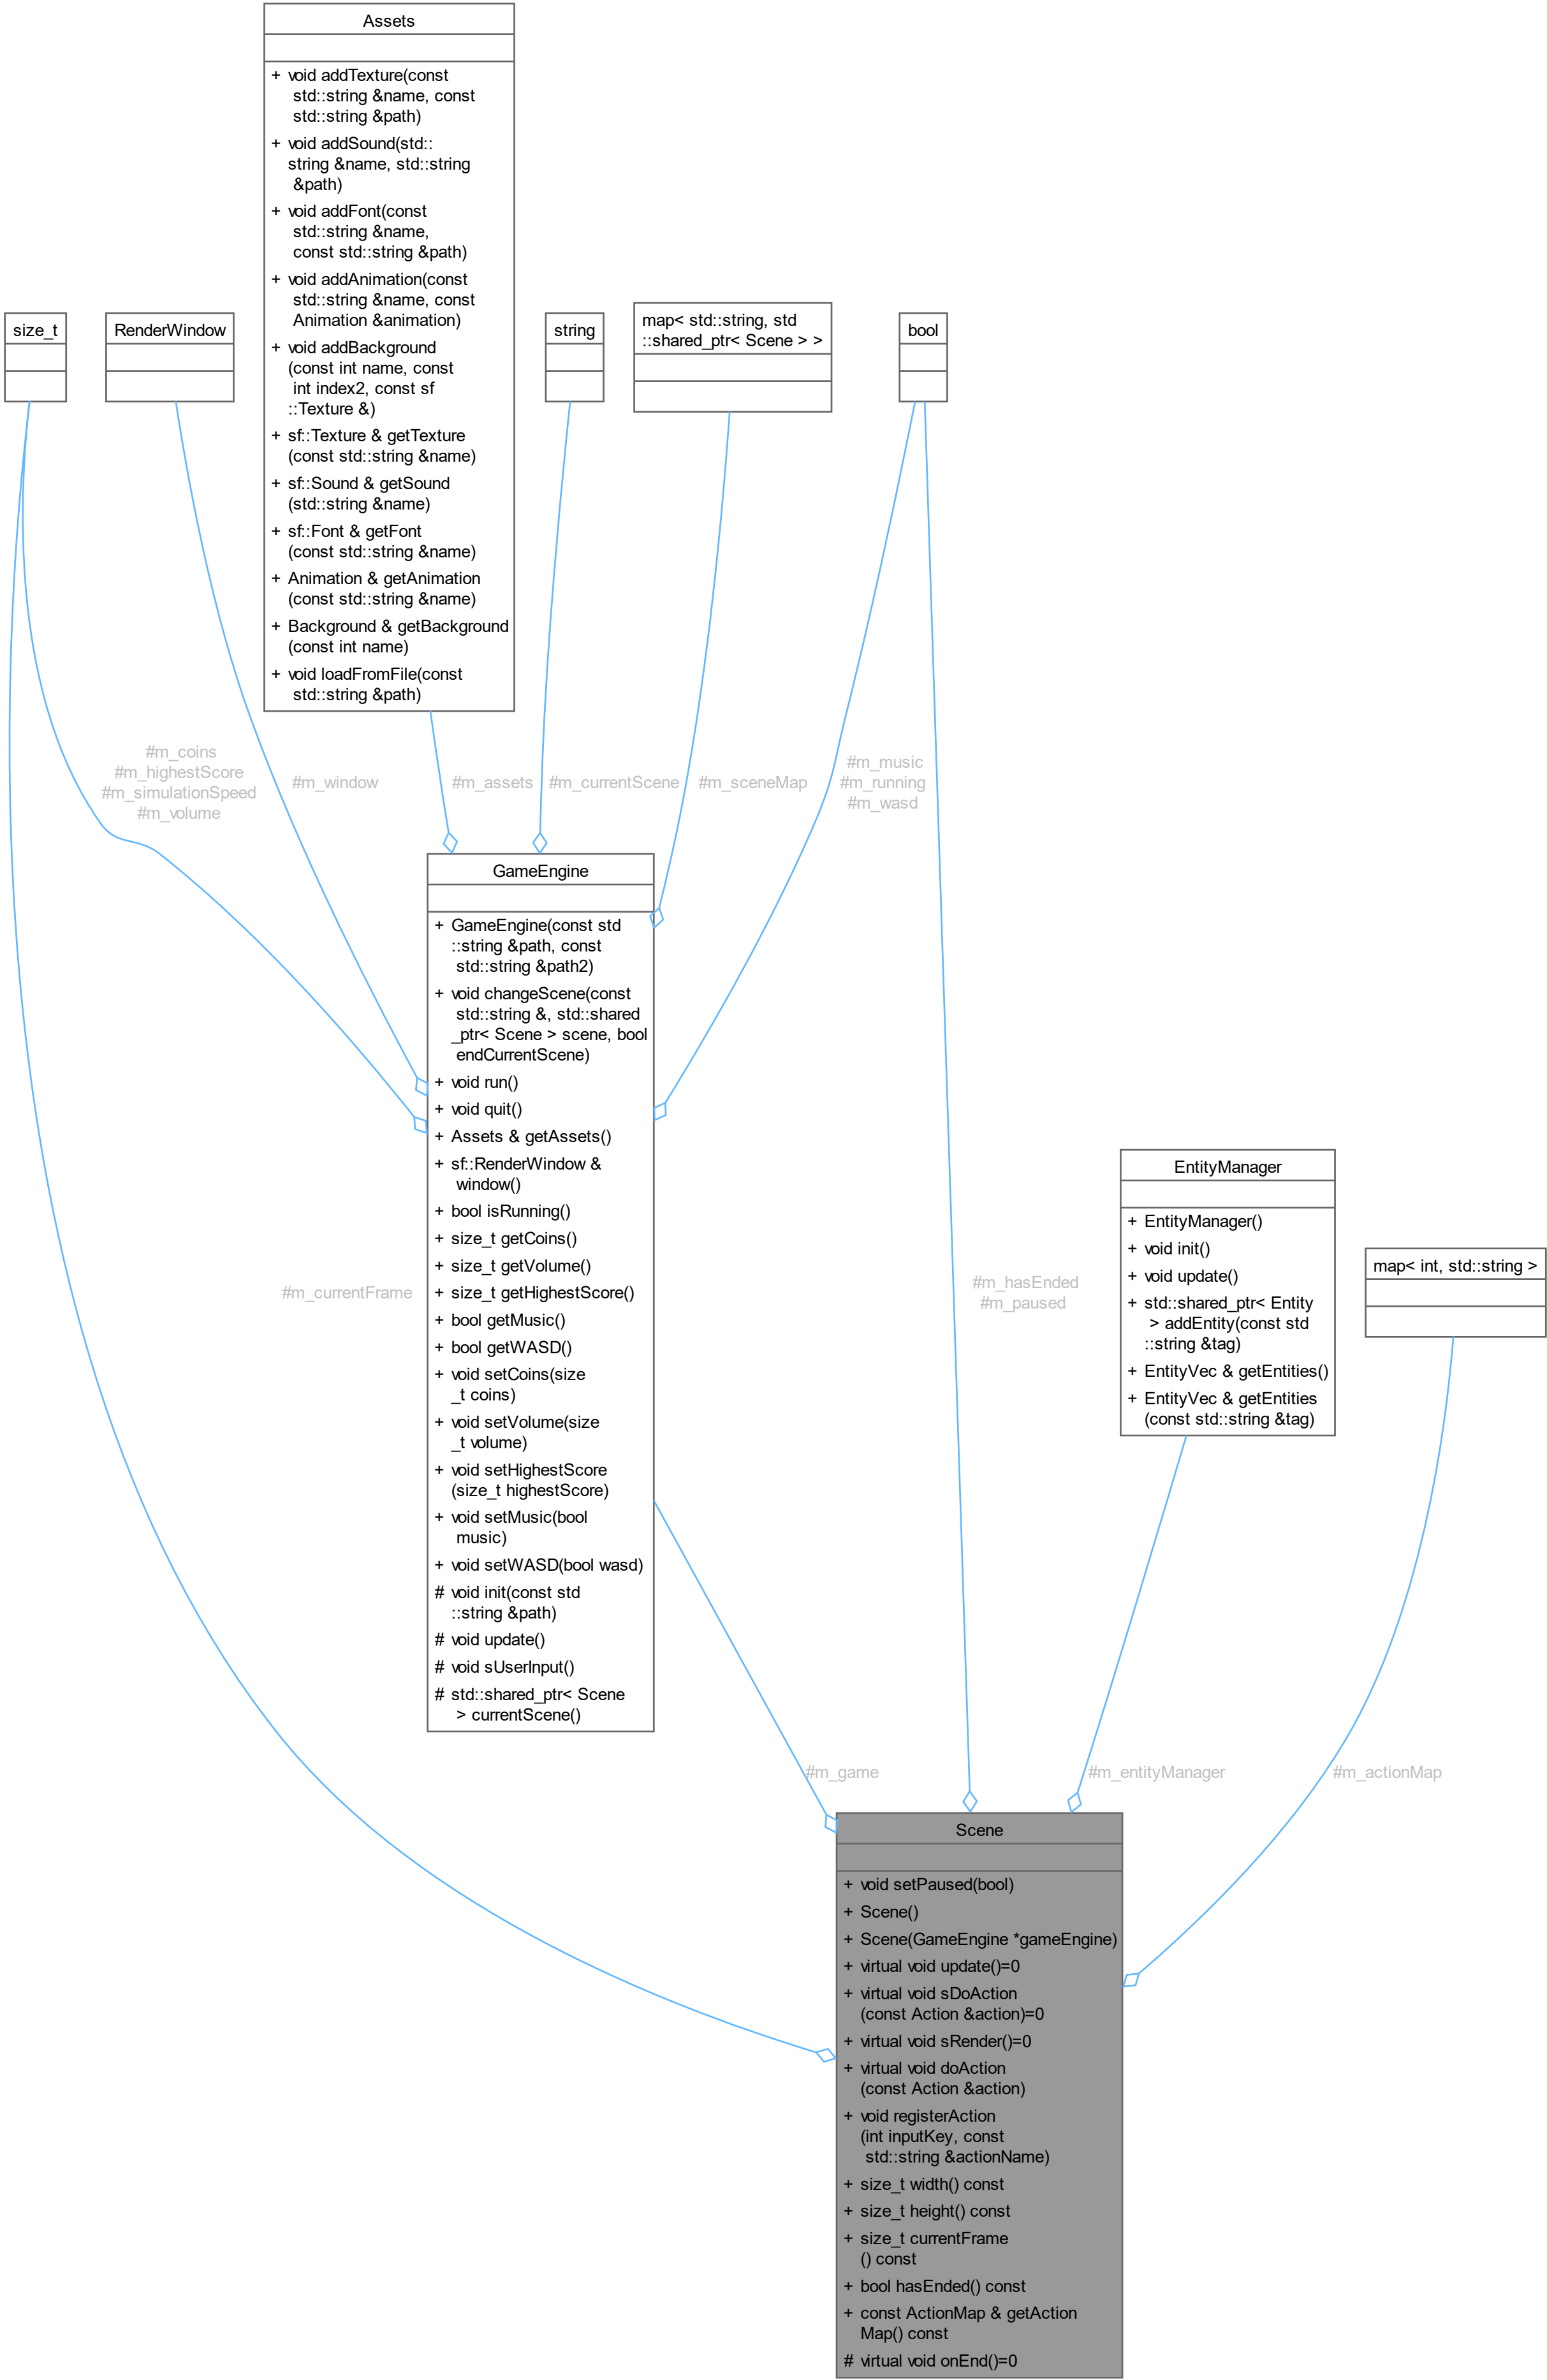 Assets
+ void addTexture(const
std::string &name, const
std::string &path)
+ void addSound(std::
string &name, std::string
&path)
+ void addFont(const
std::string &name,
const std::string &path)
+ void addAnimation(const
std::string &name, const
Animation &animation)
+ void addBackground
(const int name, const
int index2, const sf
::Texture &)
+ sf::Texture & getTexture
(const std::string &name)
+ sf::Sound & getSound
(std::string &name)
+ sf::Font & getFont
(const std::string &name)
+ Animation & getAnimation
(const std::string &name)
+ Background & getBackground
(const int name)
+ void loadFromFile(const
std::string &path)
size_t
RenderWindow
string
map< std::string, std
::shared_ptr< Scene > >
bool
#m_coins
#m_highestScore
#m_simulationSpeed
#m_volume
#m_window
#m_assets
#m_currentScene
#m_sceneMap
#m_music
#m_running
#m_wasd
GameEngine
+ GameEngine(const std
::string &path, const
std::string &path2)
+ void changeScene(const
std::string &, std::shared
_ptr< Scene > scene, bool
endCurrentScene)
+ void run()
+ void quit()
+ Assets & getAssets()
+ sf::RenderWindow &
window()
+ bool isRunning()
+ size_t getCoins()
+ size_t getVolume()
+ size_t getHighestScore()
+ bool getMusic()
+ bool getWASD()
+ void setCoins(size
_t coins)
+ void setVolume(size
_t volume)
+ void setHighestScore
(size_t highestScore)
+ void setMusic(bool
music)
+ void setWASD(bool wasd)
# void init(const std
::string &path)
# void update()
# void sUserInput()
# std::shared_ptr< Scene
> currentScene()
EntityManager
+ EntityManager()
+ void init()
+ void update()
+ std::shared_ptr< Entity
> addEntity(const std
::string &tag)
+ EntityVec & getEntities()
+ EntityVec & getEntities
(const std::string &tag)
map< int, std::string >
#m_currentFrame
#m_hasEnded
#m_paused
#m_game
#m_entityManager
#m_actionMap
Scene
+ void setPaused(bool)
+ Scene()
+ Scene(GameEngine *gameEngine)
+ virtual void update()=0
+ virtual void sDoAction
(const Action &action)=0
+ virtual void sRender()=0
+ virtual void doAction
(const Action &action)
+ void registerAction
(int inputKey, const
std::string &actionName)
+ size_t width() const
+ size_t height() const
+ size_t currentFrame
() const
+ bool hasEnded() const
+ const ActionMap & getAction
Map() const
# virtual void onEnd()=0